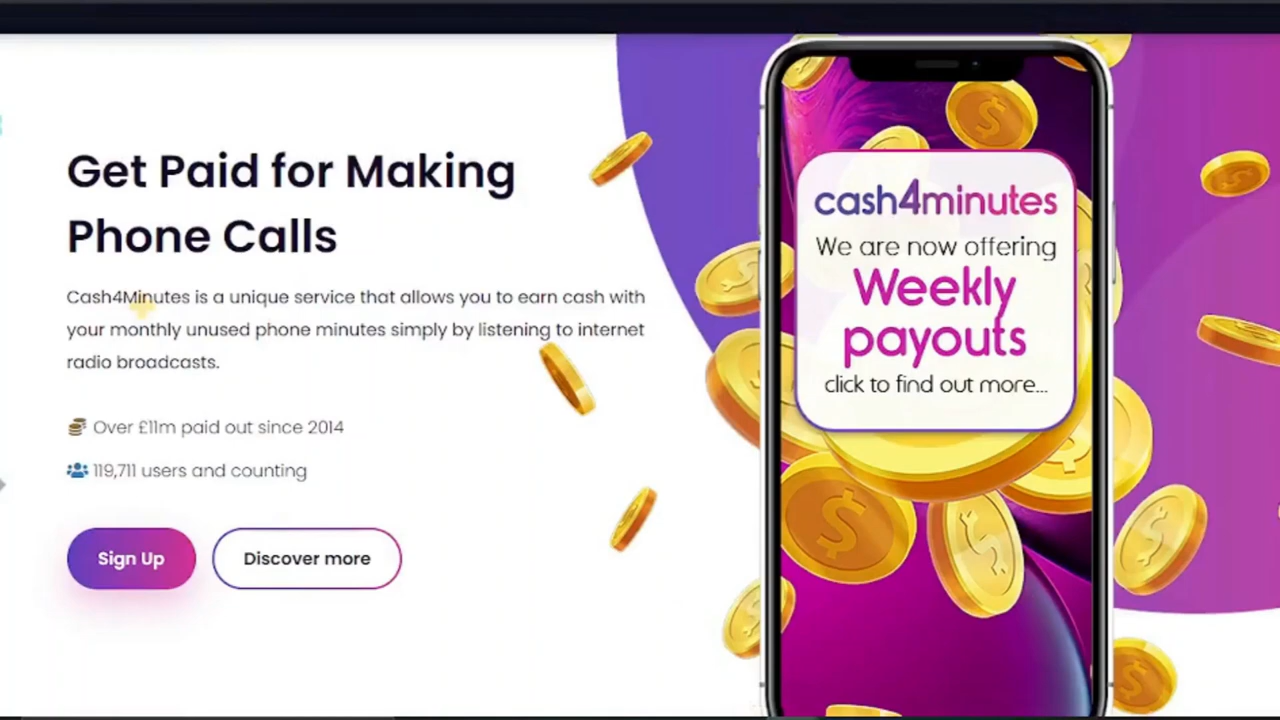 Get Paid for Making
Phone Calls
Cash4Minutes is a unique service that allows you to earn cash with
your monthly unused phone minutes simply by listening to internet
radio broadcasts.
Over £11m paid out since 2014
119,711 users and counting
Sign Up
Discover more
cash4minutes
We are now offering
Weekly
payouts
click to find out more...